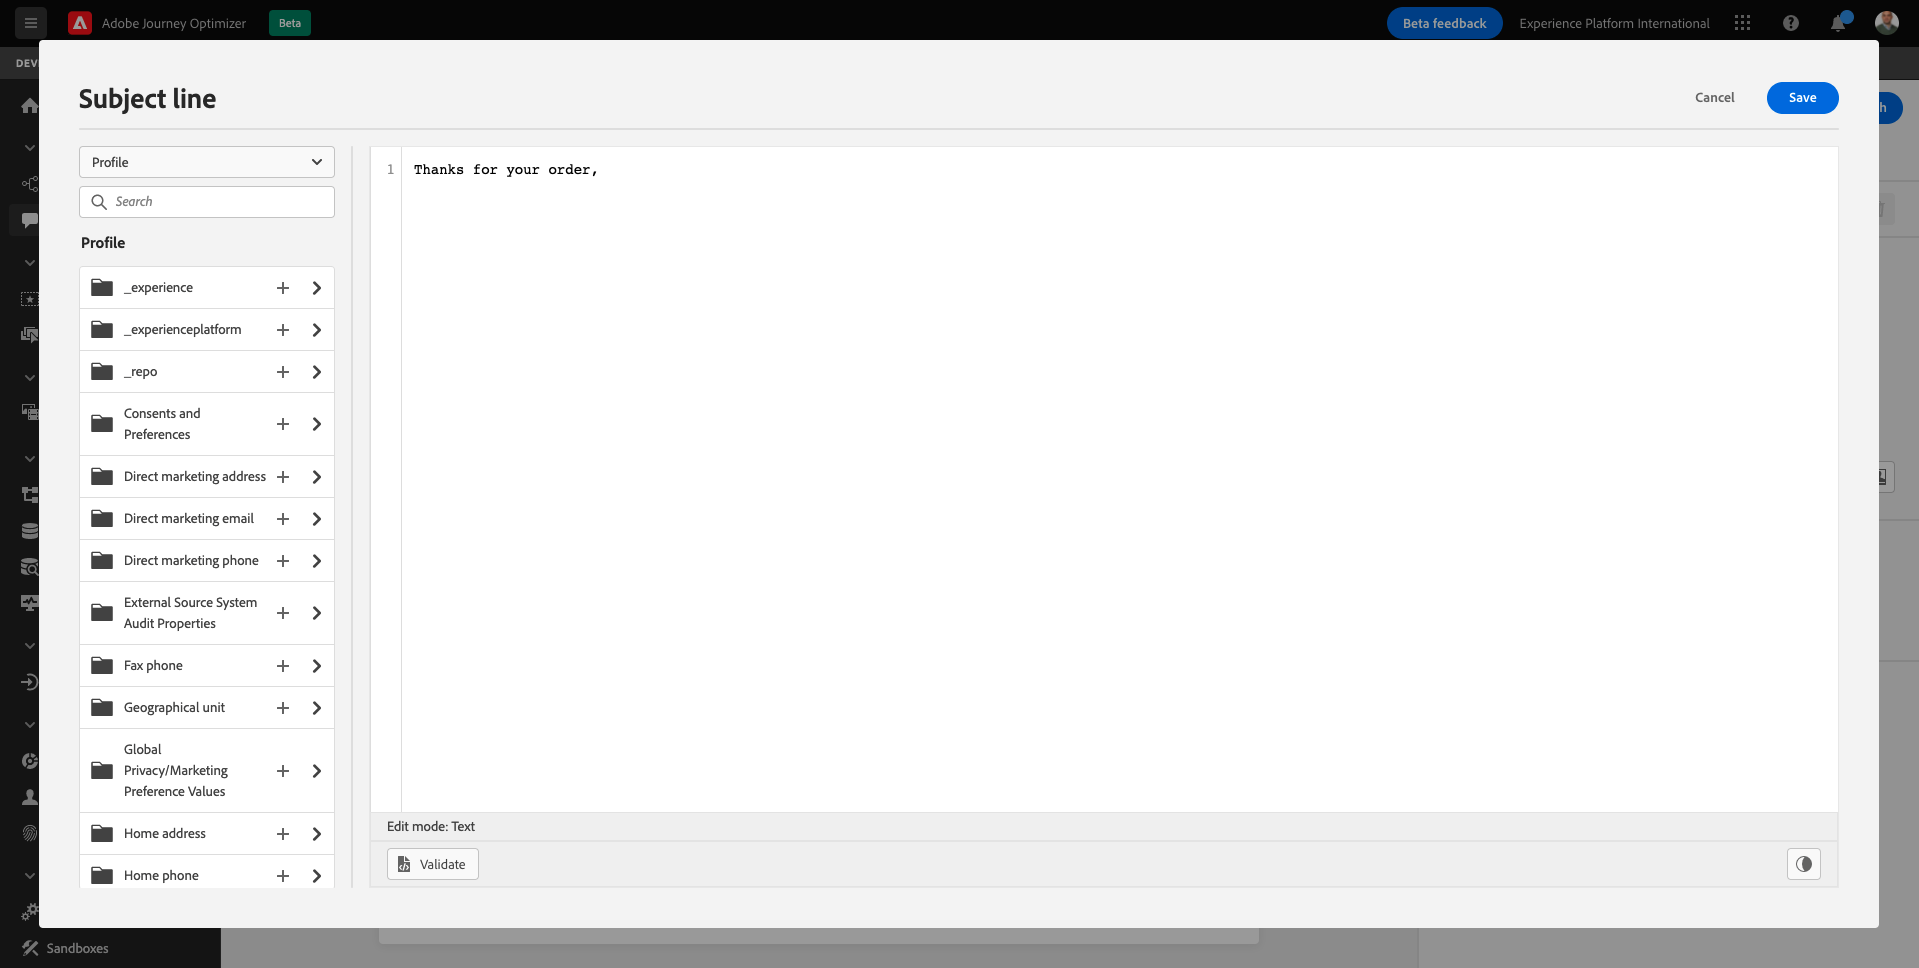 Adobe Journey Optimizer
Beta
Beta feedback
Experience Platform International
DEV
Subject line
Cancel
Save
h
Profile
Search
Profile
_experience
_experienceplatform
_repo
Consents and
Preferences
Direct marketing address
Direct marketing email
Direct marketing phone
External Source System
Audit Properties
Fax phone
Geographical unit
Global
Privacy/Marketing
Preference Values
Home address
Home phone
1 Thanks for your order,
Edit mode: Text
Validate
Sandboxes